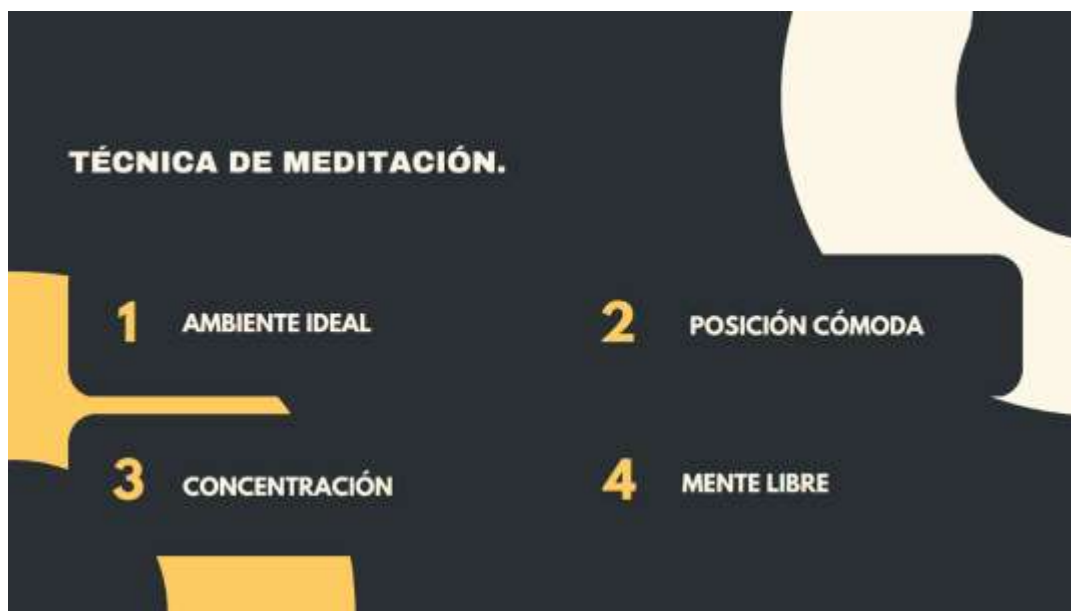 TÉCNICA DE MEDITACIÓN.
1 AMBIENTE IDEAL
2 POSICIÓN CÓMODA
3 CONCENTRACIÓN
4 MENTE LIBRE